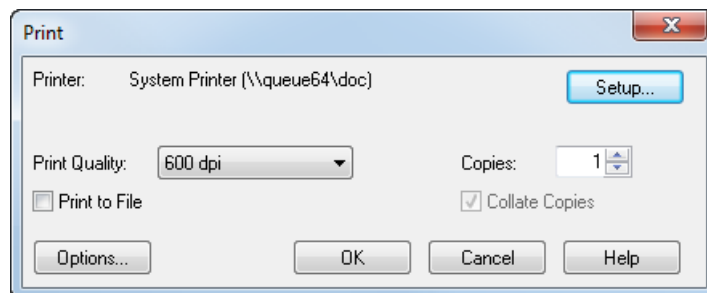 Print
Printer: System Printer (\\queue64\doc)
Setup...
Print Quality: 600 dpi Copies: 1
Print to File Collate Copies
Options... OK Cancel Help